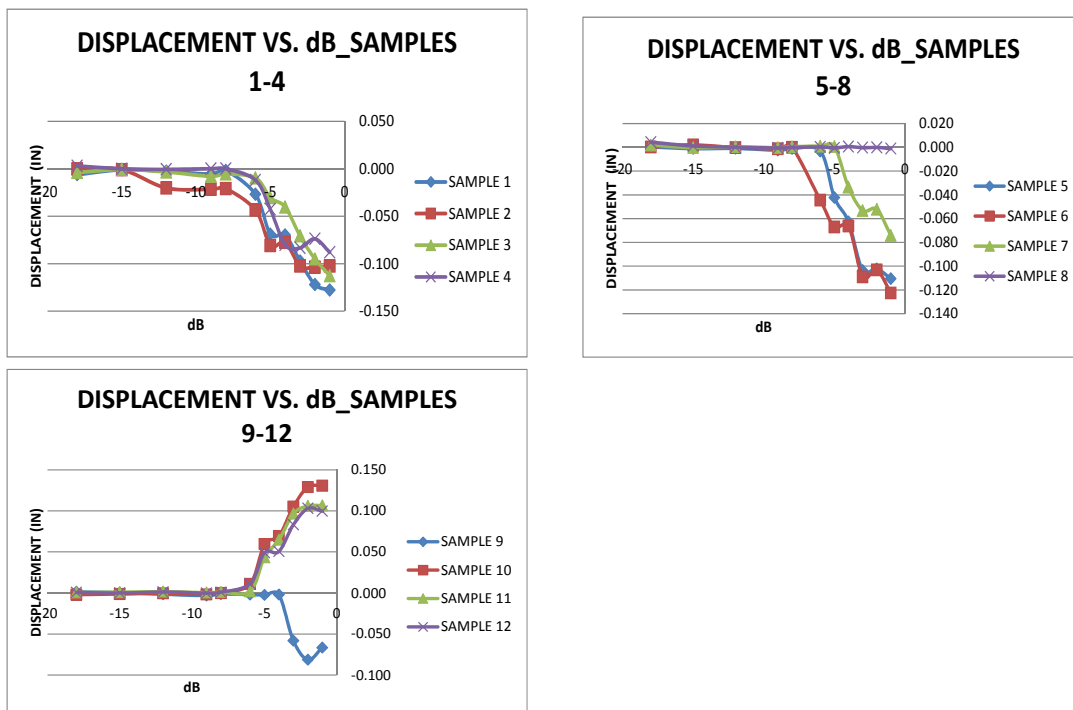 DISPLACEMENT VS. dB_SAMPLES
1-4
DISPLACEMENT (IN)
0.050
0.000
-0.050
-0.100
-0.150
-20
-15
-10
-5
0
dB
SAMPLE 1
SAMPLE 2
SAMPLE 3
SAMPLE 4
DISPLACEMENT VS. dB_SAMPLES
5-8
DISPLACEMENT (IN)
0.020
0.000
-0.020
-0.040
-0.060
-0.080
-0.100
-0.120
-0.140
-20
-15
-10
-5
0
dB
SAMPLE 5
SAMPLE 6
SAMPLE 7
SAMPLE 8
DISPLACEMENT VS. dB_SAMPLES
9-12
DISPLACEMENT (IN)
0.150
0.100
0.050
0.000
-0.050
-0.100
-20
-15
-10
-5
0
dB
SAMPLE 9
SAMPLE 10
SAMPLE 11
SAMPLE 12